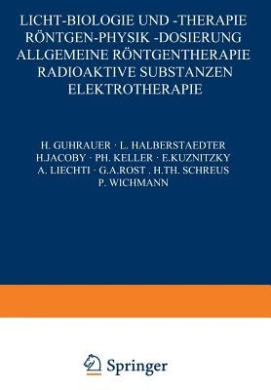 LICHT-BIOLOGIE UND -THERAPIE
RÖNTGEN-PHYSIK -DOSIERUNG
ALLGEMEINE RÖNTGENTHERAPIE
RADIOAKTIVE SUBSTANZEN
ELEKTROTHERAPIE
H. GUHRAUER · L. HALBERSTAEDTER
H.JACOBY · PH. KELLER · E.KUZNITZKY
A. LIECHTI · G.A.ROST . H.TH. SCHREUS
P. WICHMANN
Springer